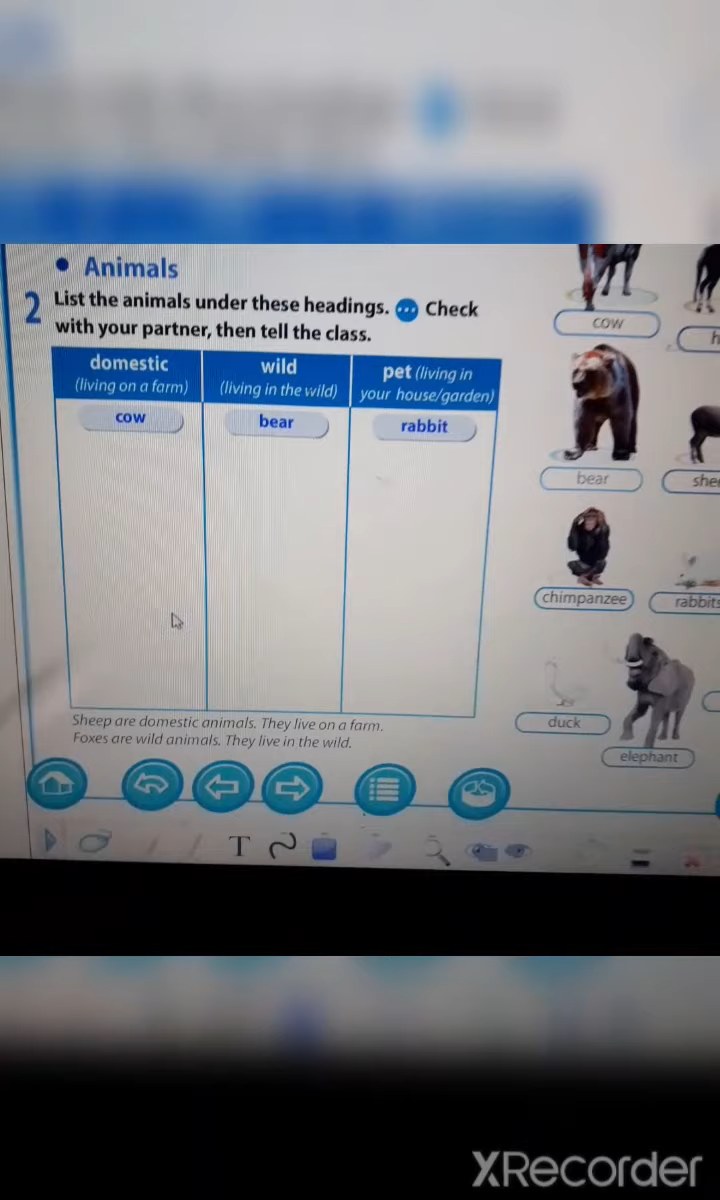 • Animals
2 List the animals under these headings. Check
with your partner, then tell the class.
domestic
(living on a farm)
wild
(living in the wild)
pet (living in
your house/garden)
cow
bear
rabbit
Sheep are domestic animals. They live on a farm.
Foxes are wild animals. They live in the wild.
cow
bear
chimpanzee
rabbits
duck
elephant
T
XRecorder